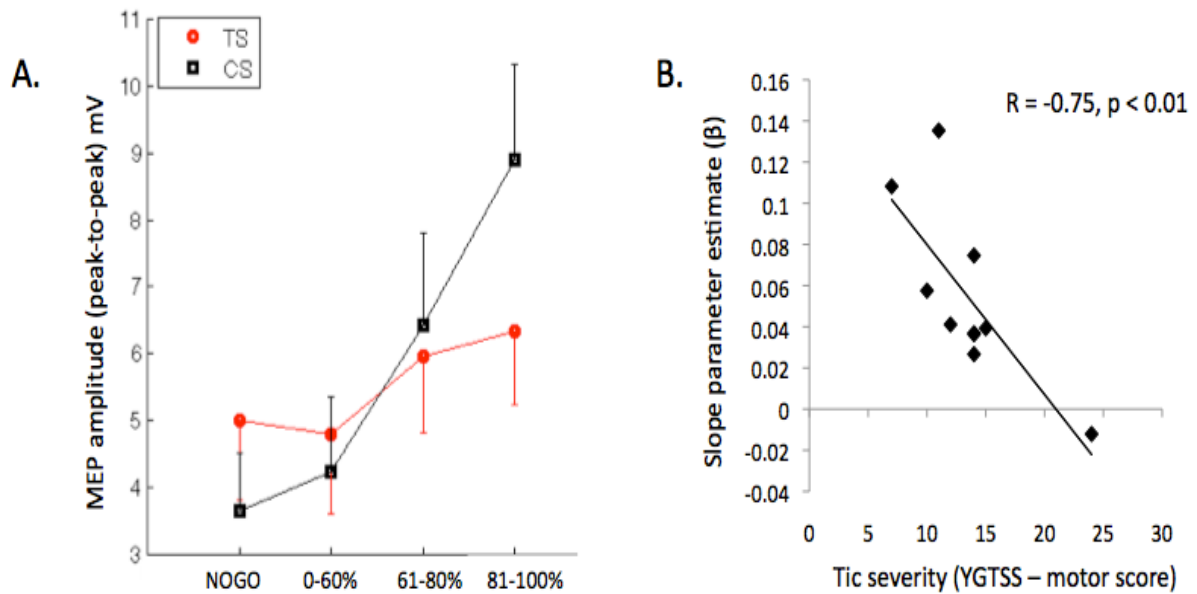 A.
TS
CS
MEP amplitude (peak-to-peak) mV
11
10
9
8
7
6
5
4
3
NOGO 0-60% 61-80% 81-100%
B.
R = -0.75, p < 0.01
Slope parameter estimate (β)
0.16
0.14
0.12
0.1
0.08
0.06
0.04
0.02
0
-0.02
-0.04
0 5 10 15 20 25 30
Tic severity (YGTSS – motor score)